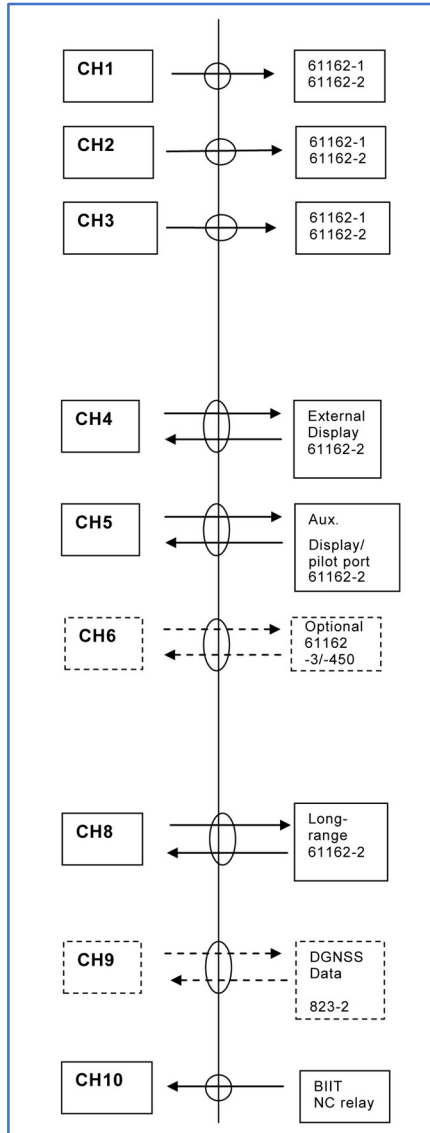 CH1
61162-1
61162-2
CH2
61162-1
61162-2
CH3
61162-1
61162-2
CH4
External
Display
61162-2
CH5
Aux.
Display/
pilot port
61162-2
CH6
Optional
61162
-3/-450
CH8
Long-
range
61162-2
CH9
DGNSS
Data
823-2
CH10
BIIT
NC relay